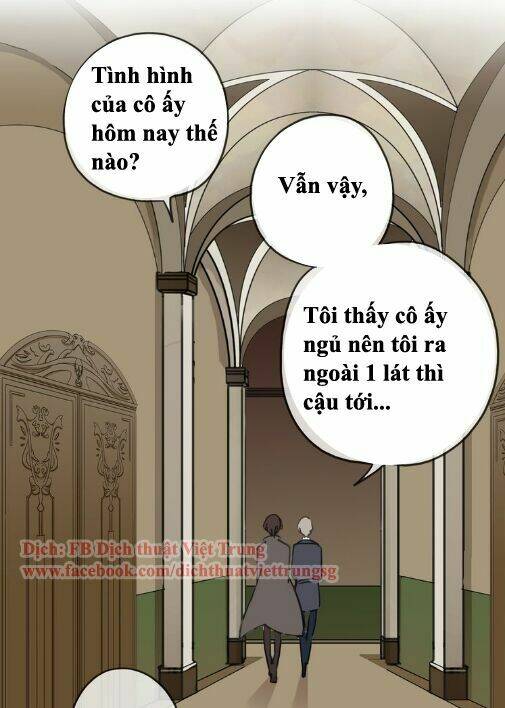 Tình hình
của cô ấy
hôm nay thế
nào?
Vẫn vậy,
Tôi thấy cô ấy
ngủ nên tôi ra
ngoài 1 lát thì
cậu tới...
Dịch: FB Dịch thuật Việt Trung
www.facebook.com/dichthuatviettrungsg